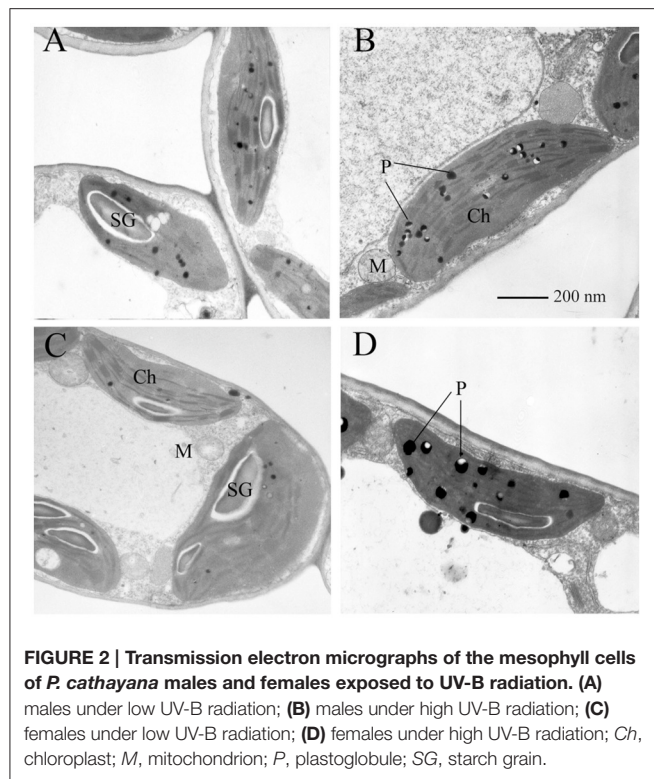 A
B
SG
P
Ch
M
200 nm
C
D
Ch
P
M
SG
FIGURE 2 | Transmission electron micrographs of the mesophyll cells
of P. cathayana males and females exposed to UV-B radiation. (A)
males under low UV-B radiation; (B) males under high UV-B radiation; (C)
females under low UV-B radiation; (D) females under high UV-B radiation; Ch,
chloroplast; M, mitochondrion; P, plastoglobule; SG, starch grain.